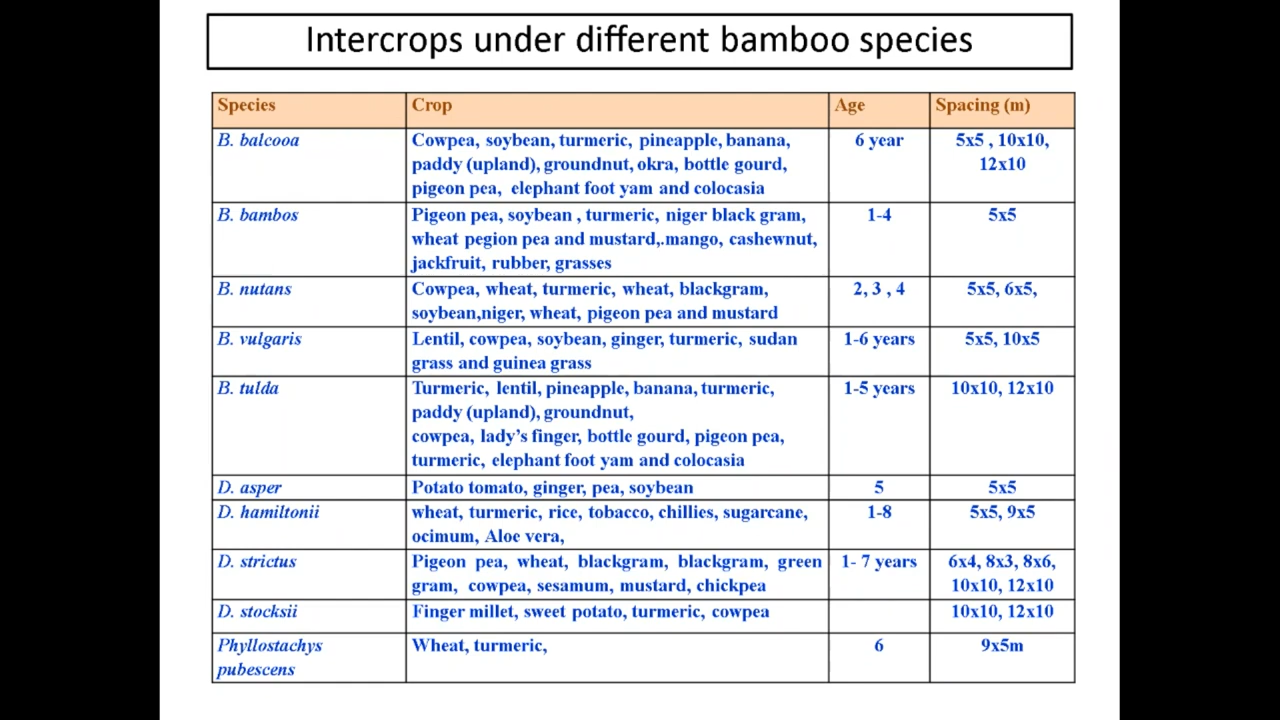 Intercrops under different bamboo species
Species Crop Age Spacing (m)
B. balcooa Cowpea, soybean, turmeric, pineapple, banana, 6 year 5x5 , 10x10,
paddy (upland), groundnut, okra, bottle gourd, 12x10
pigeon pea, elephant foot yam and colocasia
B. bambos Pigeon pea, soybean , turmeric, niger black gram, 1-4 5x5
wheat pegion pea and mustard,.mango, cashewnut,
jackfruit, rubber, grasses
B. nutans Cowpea, wheat, turmeric, wheat, blackgram, 2, 3 , 4 5x5, 6x5,
soybean,niger, wheat, pigeon pea and mustard
B. vulgaris Lentil, cowpea, soybean, ginger, turmeric, sudan 1-6 years 5x5, 10x5
grass and guinea grass
B. tulda Turmeric, lentil, pineapple, banana, turmeric, 1-5 years 10x10, 12x10
paddy (upland), groundnut,
cowpea, lady's finger, bottle gourd, pigeon pea,
turmeric, elephant foot yam and colocasia
D. asper Potato tomato, ginger, pea, soybean 5 5x5
D. hamiltonii wheat, turmeric, rice, tobacco, chillies, sugarcane, 1-8 5x5, 9x5
ocimum, Aloe vera,
D. strictus Pigeon pea, wheat, blackgram, blackgram, green 1- 7 years 6x4, 8x3, 8x6,
gram, cowpea, sesamum, mustard, chickpea 10x10, 12x10
D. stocksii Finger millet, sweet potato, turmeric, cowpea 10x10, 12x10
Phyllostachys Wheat, turmeric, 6 9x5m
pubescens